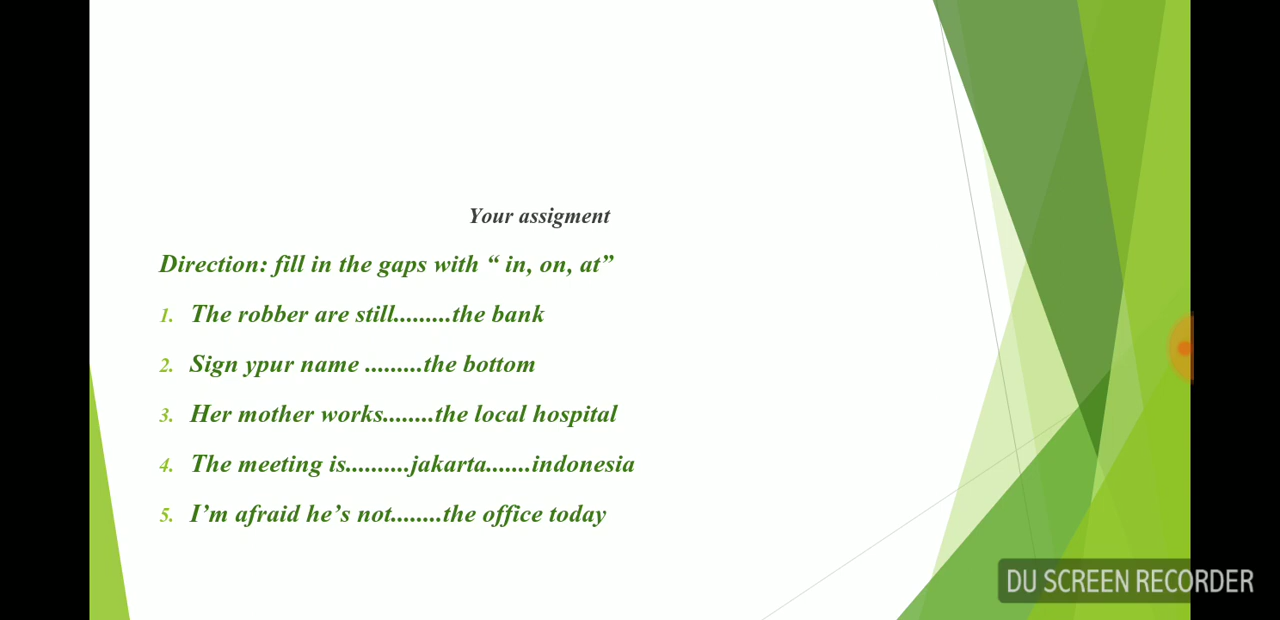 Your assigment
Direction: fill in the gaps with “ in, on, at”
1. The robber are still.........the bank
2. Sign ypur name .........the bottom
3. Her mother works........the local hospital
4. The meeting is..........jakarta.......indonesia
5. I’m afraid he’s not........the office today
DU SCREEN RECORDER